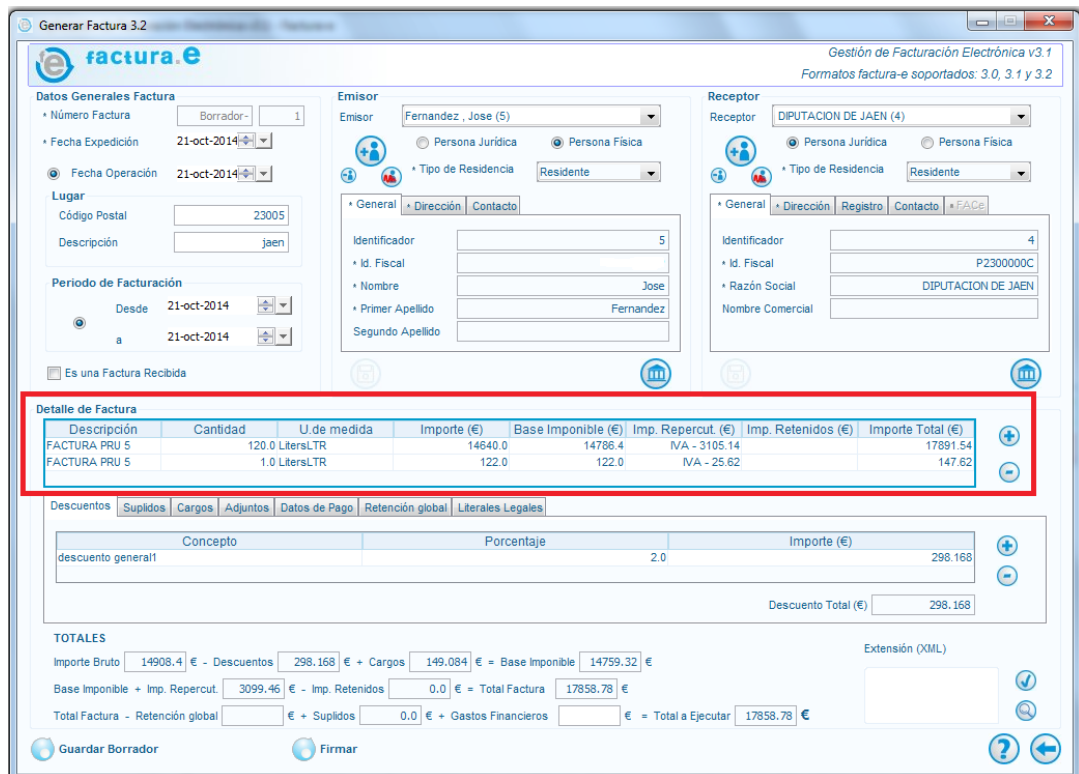 Generar Factura 3.2
factura.e
Gestión de Facturación Electrónica v3.1
Formatos factura-e soportados: 3.0, 3.1 y 3.2
Datos Generales Factura
* Número Factura Borrador- 1
* Fecha Expedición 21-oct-2014
Fecha Operación 21-oct-2014
Lugar
Código Postal 23005
Descripción jaen
Periodo de Facturación
Desde 21-oct-2014
a 21-oct-2014
Es una Factura Recibida
Emisor
Emisor Fernandez , Jose (5)
Persona Jurídica Persona Física
* Tipo de Residencia Residente
* General * Dirección Contacto
Identificador 5
* Id. Fiscal
* Nombre Jose
* Primer Apellido Fernandez
Segundo Apellido
Receptor
Receptor DIPUTACION DE JAEN (4)
Persona Jurídica Persona Física
* Tipo de Residencia Residente
* General * Dirección Registro Contacto * FACe
Identificador 4
* Id. Fiscal P2300000C
* Razón Social DIPUTACION DE JAEN
Nombre Comercial
Detalle de Factura
Descripción Cantidad U.de medida Importe (€) Base Imponible (€) Imp. Repercut. (€) Imp. Retenidos (€) Importe Total (€)
FACTURA PRU 5 120.0 LitersLTR 14640.0 14786.4 IVA - 3105.14 17891.54
FACTURA PRU 5 1.0 LitersLTR 122.0 122.0 IVA - 25.62 147.62
Descuentos Suplidos Cargos Adjuntos Datos de Pago Retención global Literales Legales
Concepto Porcentaje Importe (€)
descuento general1 2.0 298.168
Descuento Total (€) 298.168
TOTALES
Importe Bruto 14908.4 € - Descuentos 298.168 € + Cargos 149.084 € = Base Imponible 14759.32 €
Base Imponible + Imp. Repercut. 3099.46 € - Imp. Retenidos 0.0 € = Total Factura 17858.78 €
Total Factura - Retención global € + Suplidos 0.0 € + Gastos Financieros € = Total a Ejecutar 17858.78 €
Extensión (XML)
Guardar Borrador Firmar